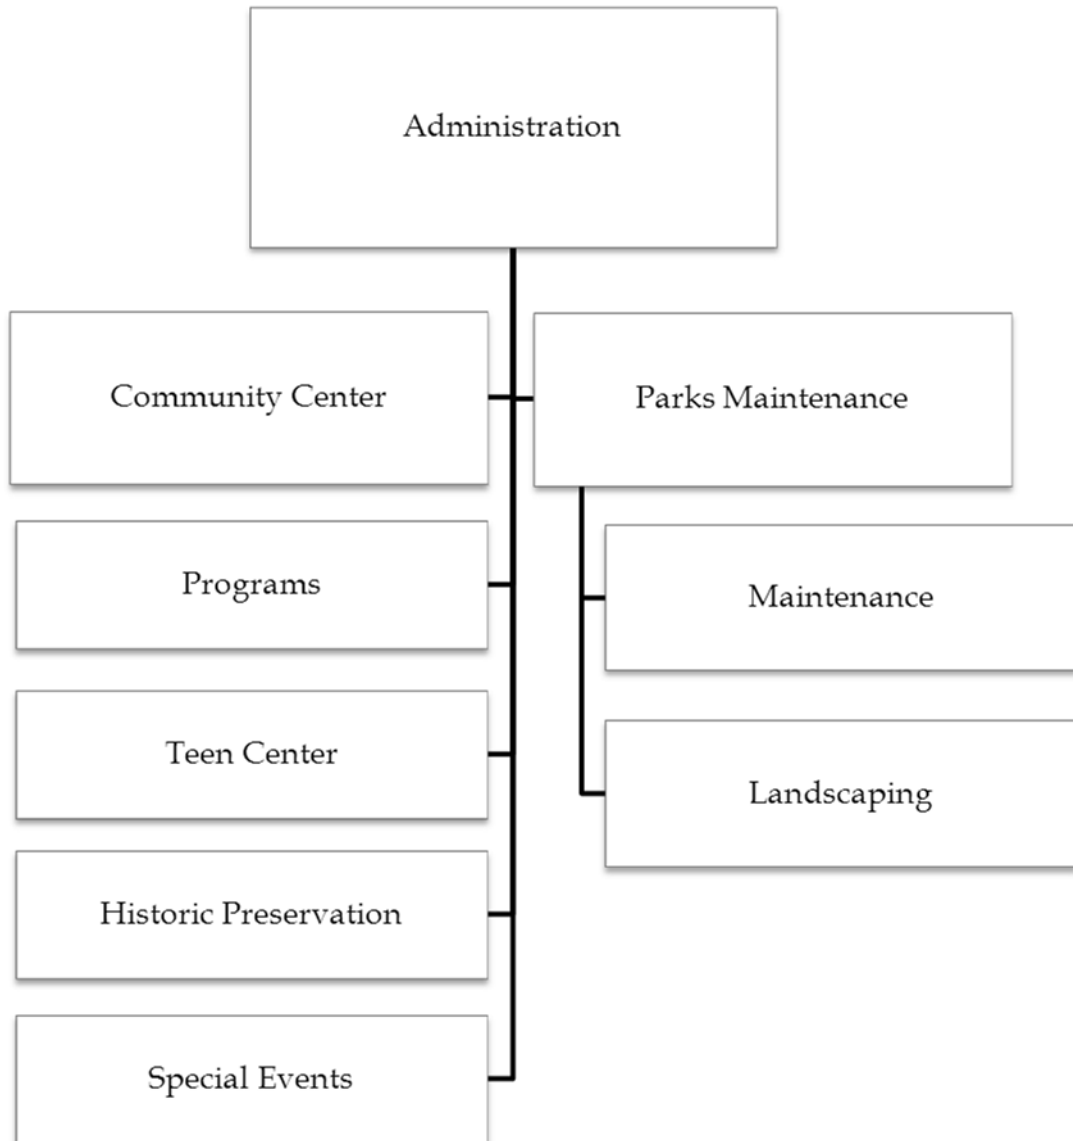 Administration
Community Center
Parks Maintenance
Programs
Maintenance
Teen Center
Landscaping
Historic Preservation
Special Events